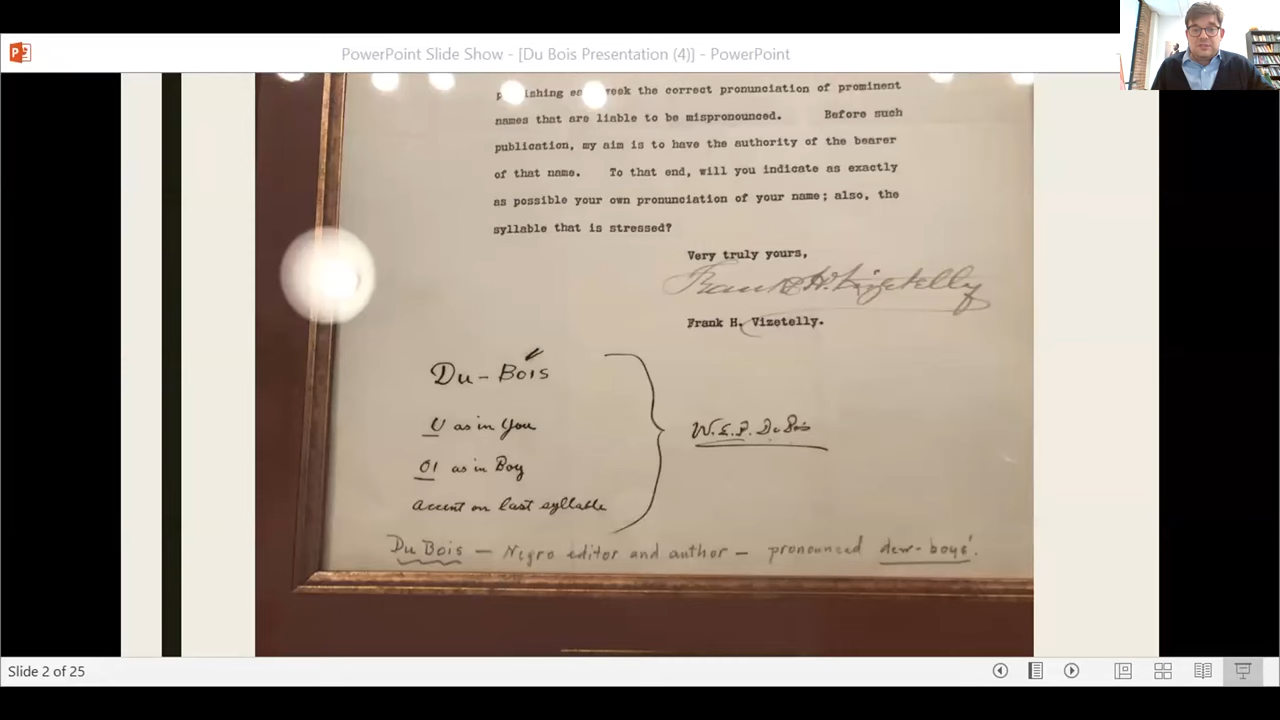 PowerPoint Slide Show - [Du Bois Presentation (4)] - PowerPoint
week the correct pronunciation of prominent
names that are liable to be mispronounced. Before such
publication, my aim is to have the authority of the bearer
of that name. To that end, will you indicate as exactly
as possible your own pronunciation of your name; also, the
syllable that is stressed?
Very truly yours,
Frank H. Vizetelly
Frank H. Vizetelly.
Du-Bóis
U as in You
OI as in Boy
accent on last syllable
W.E.B. Du Bois
Du Bois — Negro editor and author — pronounced dew-boys'.
Slide 2 of 25